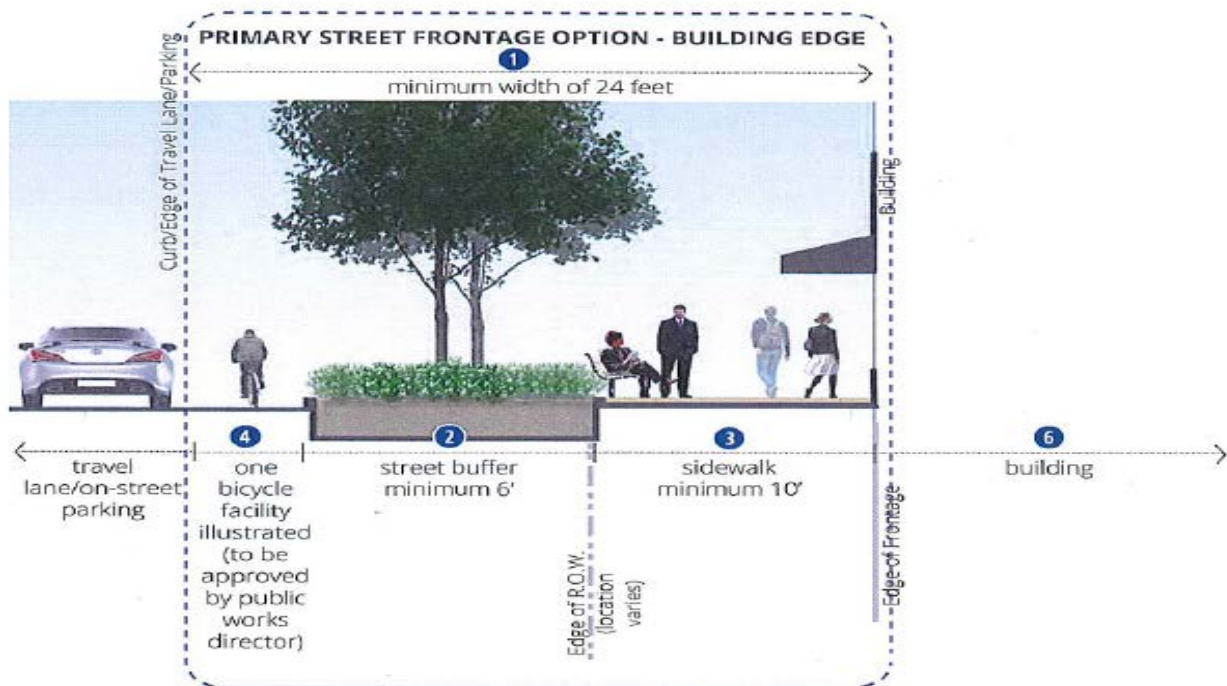 PRIMARY STREET FRONTAGE OPTION - BUILDING EDGE
1
minimum width of 24 feet
Curb/Edge of Travel Lane/Parking
Building
4
2
3
6
travel
lane/on-street
parking
one
bicycle
facility
illustrated
(to be
approved
by public
works
director)
street buffer
minimum 6'
sidewalk
minimum 10'
building
Edge of R.O.W.
(location
varies)
Edge of Frontage